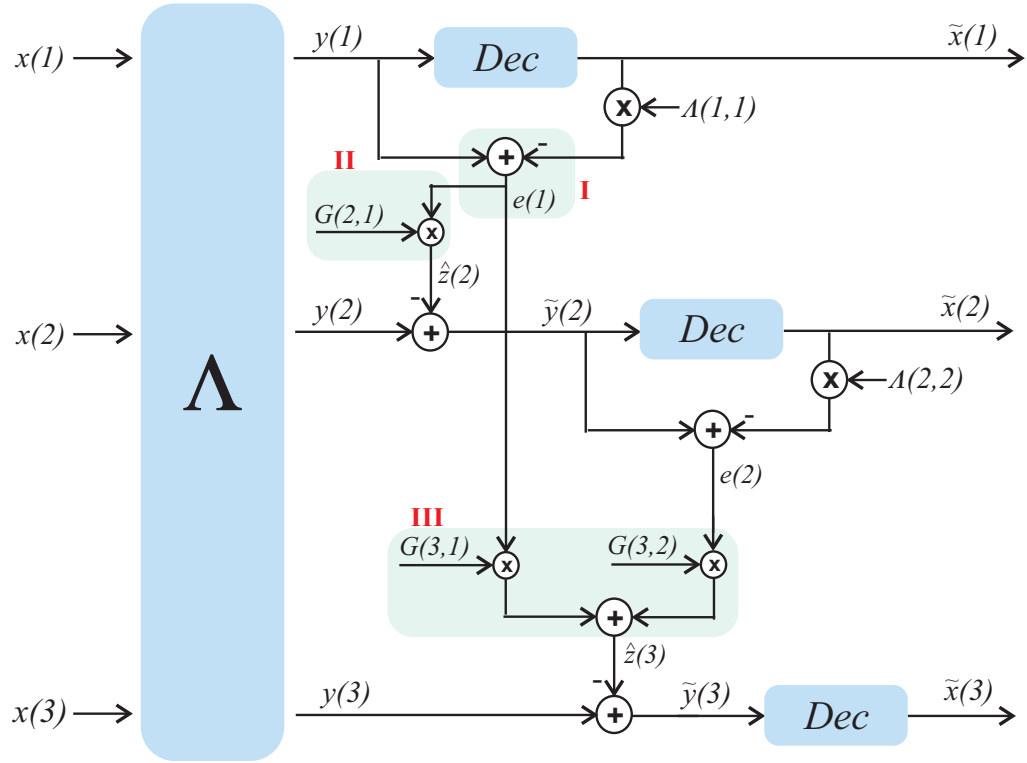 x(1)
y(1)
Dec
x̃(1)
x
Λ(1,1)
II
+
-
I
G(2,1)
e(1)
x
ẑ(2)
x(2)
y(2)
-
+
ỹ(2)
Dec
x̃(2)
Λ
x
Λ(2,2)
+
-
e(2)
III
G(3,1)
x
G(3,2)
x
+
ẑ(3)
x(3)
y(3)
-
+
ỹ(3)
Dec
x̃(3)